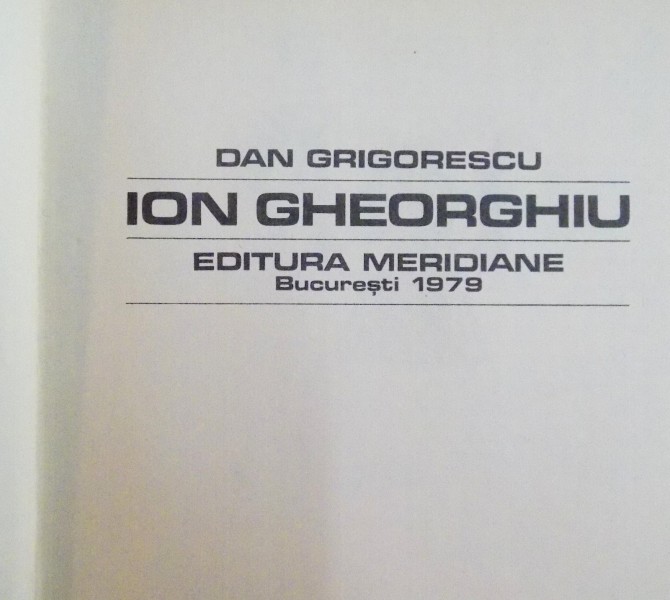 DAN GRIGORESCU
ION GHEORGHIU
EDITURA MERIDIANE
București 1979